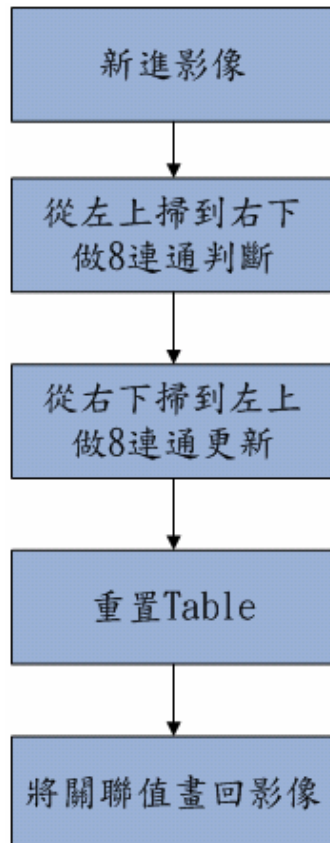 新進影像
從左上掃到右下
做8連通判斷
從右下掃到左上
做8連通更新
重置Table
將關聯值畫回影像